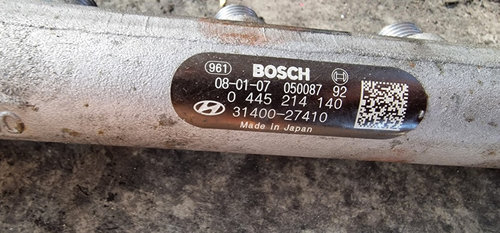 961 BOSCH
08-01-07 050087 92
0 445 214 140
31400-27410
Made in Japan